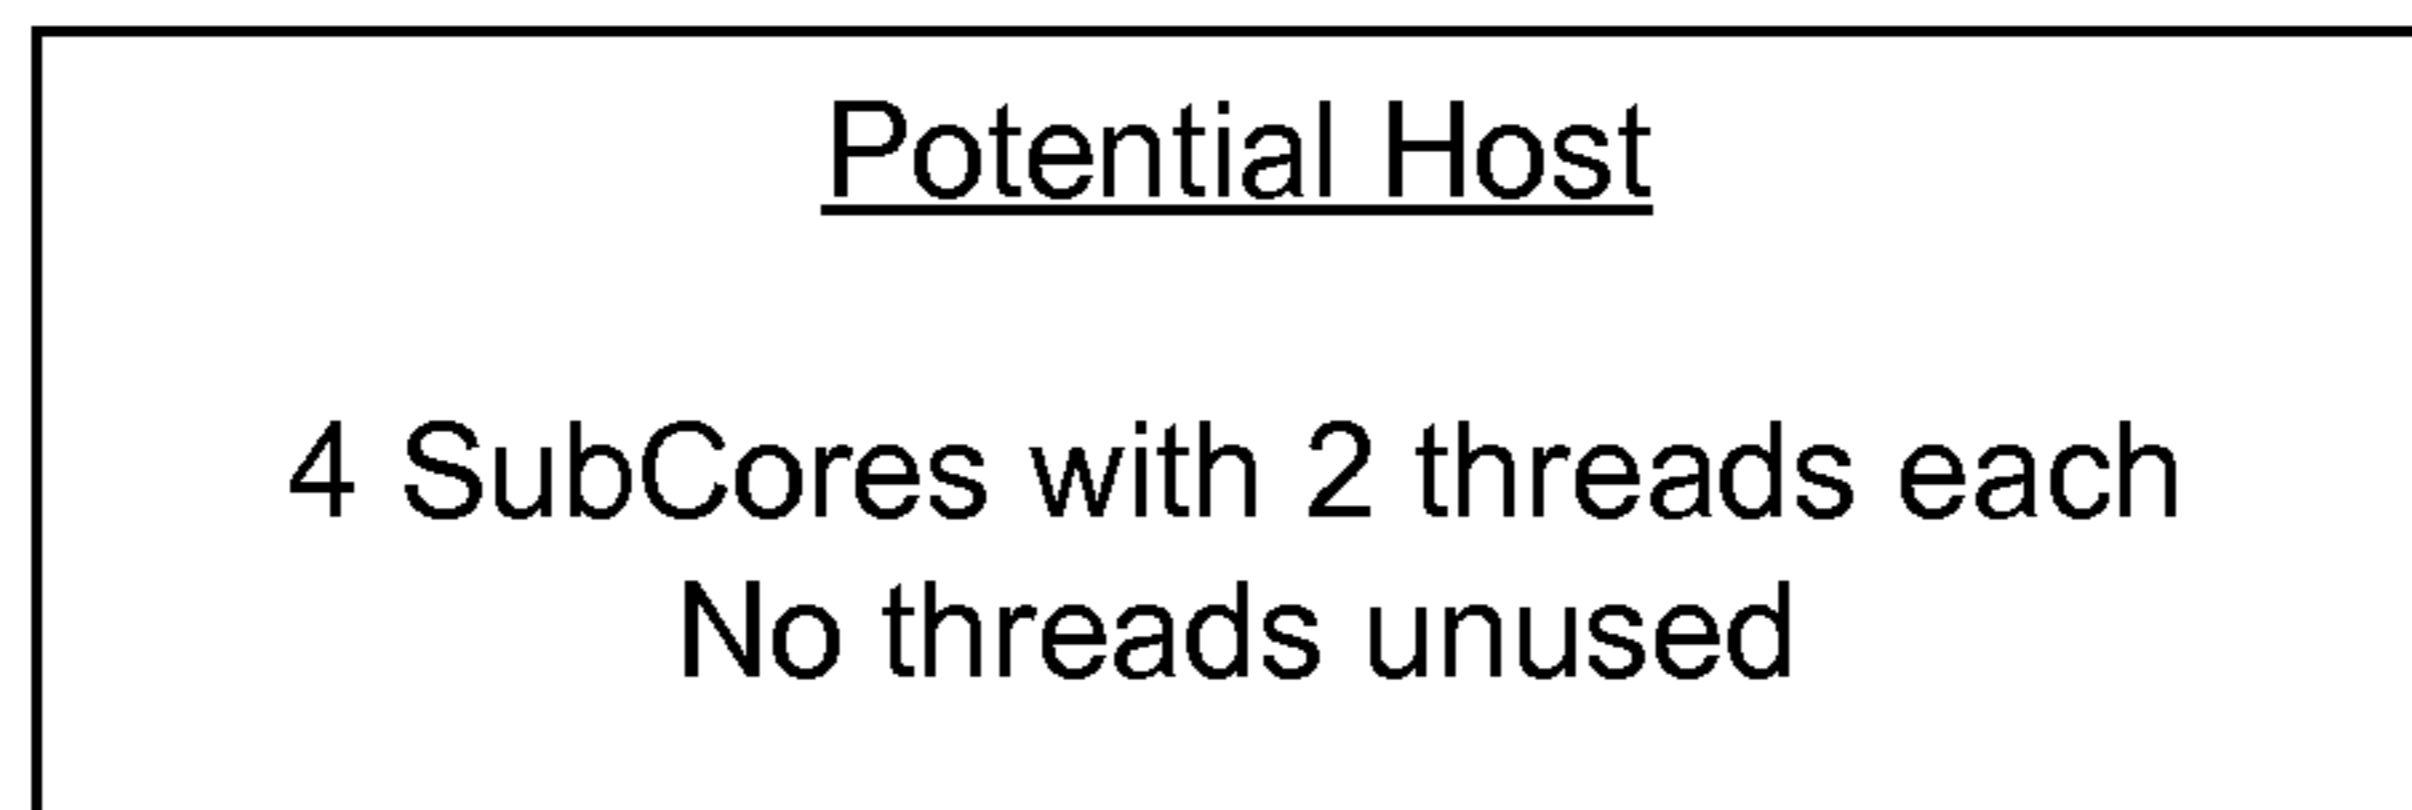 Potential Host
4 SubCores with 2 threads each
No threads unused